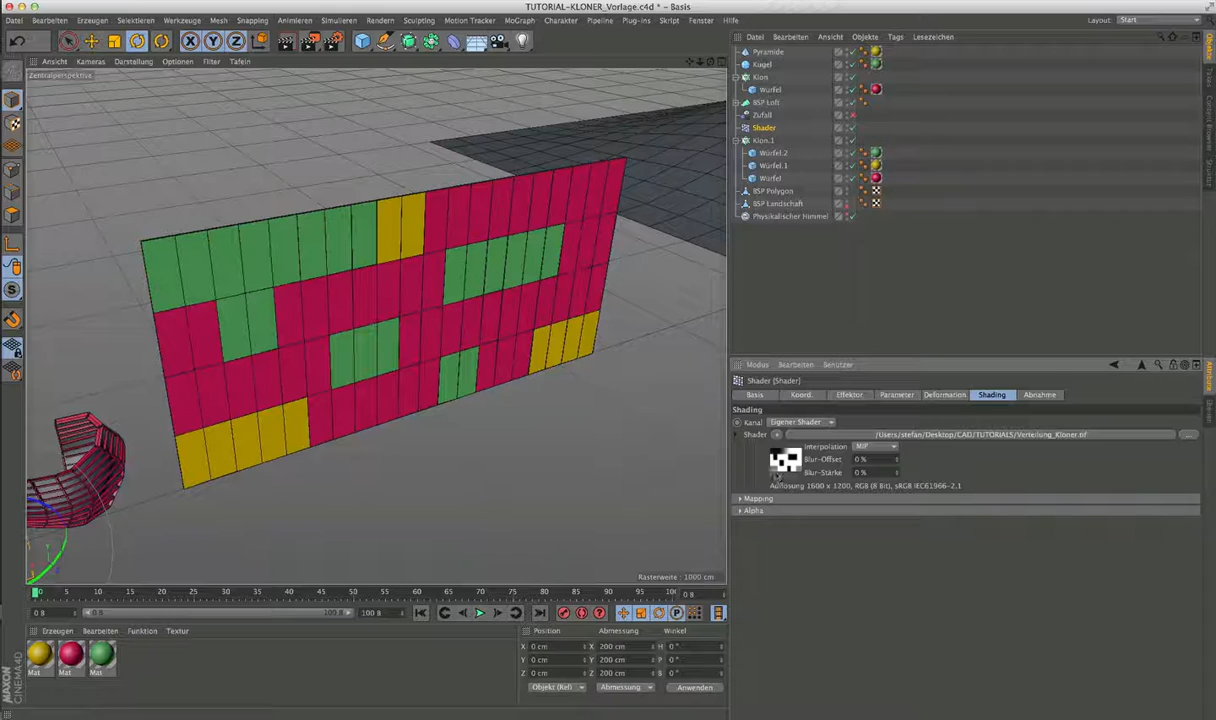 TUTORIAL-KLONER_Vorlage.c4d * - Basis
Datei Bearbeiten Erzeugen Selektieren Werkzeuge Mesh Snapping Animieren Simulieren Rendern Sculpting Motion Tracker MoGraph Charakter Pipeline Plug-ins Skript Fenster Hilfe
Layout: Start
Ansicht Kameras Darstellung Optionen Filter Tafeln
Zentralperspektive
Rasterweite : 1000 cm
Datei Bearbeiten Ansicht Objekte Tags Lesezeichen
Pyramide
Kugel
Klon
Würfel
BSP Loft
Zufall
Shader
Klon.1
Würfel.2
Würfel.1
Würfel
BSP Polygon
BSP Landschaft
Physikalischer Himmel
Objekte
Takes
Content Browser
Struktur
Modus Bearbeiten Benutzer
Shader [Shader]
Basis Koord. Effektor Parameter Deformation Shading Abnahme
Shading
Kanal Eigener Shader
Shader /Users/stefan/Desktop/CAD/TUTORIALS/Verteilung_Kloner.tif ...
Interpolation MIP
Blur-Offset 0 %
Blur-Stärke 0 %
Auflösung 1600 x 1200, RGB (8 Bit), sRGB IEC61966-2.1
Mapping
Alpha
Attribute
Ebenen
0 5 10 15 20 25 30 35 40 45 50 55 60 65 70 75 80 85 90 95 100 0 B
0 B 0 B 100 B 100 B
Erzeugen Bearbeiten Funktion Textur
Mat Mat Mat
Position Abmessung Winkel
X 0 cm X 200 cm H 0 °
Y 0 cm Y 200 cm P 0 °
Z 0 cm Z 200 cm B 0 °
Objekt (Rel) Abmessung Anwenden
MAXON
CINEMA4D